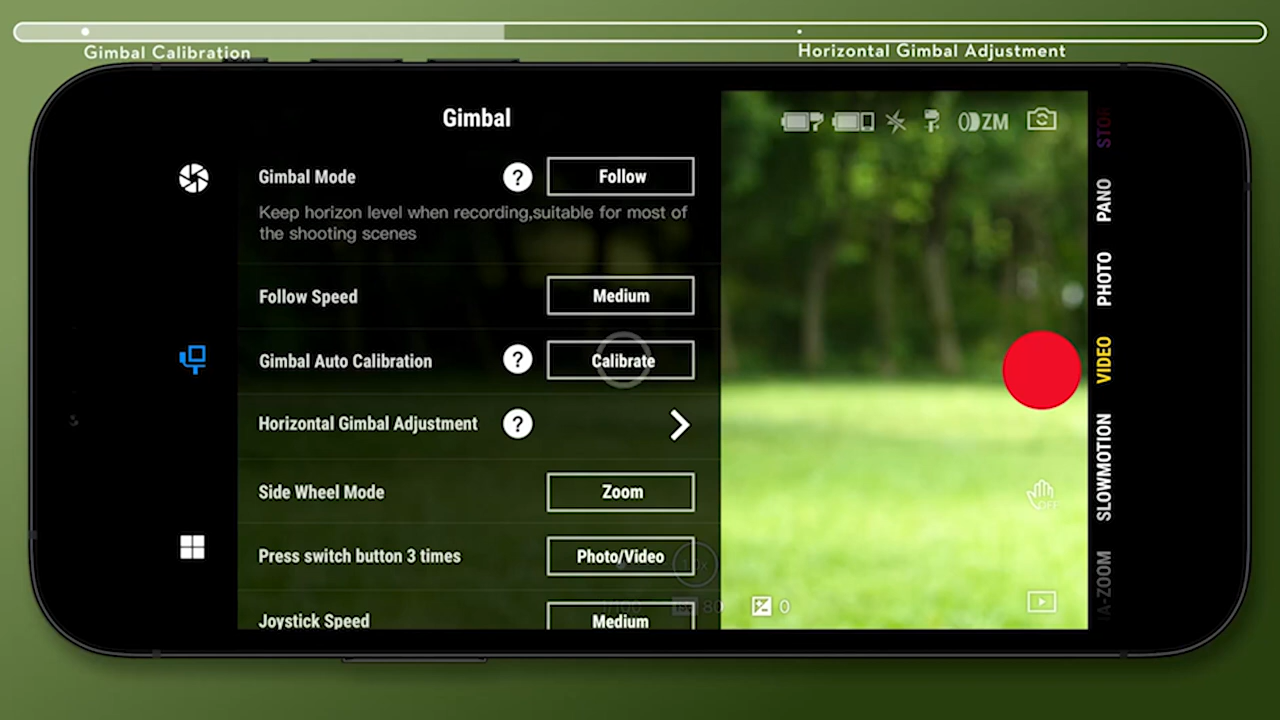 Gimbal Calibration
Horizontal Gimbal Adjustment
Gimbal
Gimbal Mode
?
Follow
Keep horizon level when recording,suitable for most of
the shooting scenes
Follow Speed
Medium
Gimbal Auto Calibration
?
Calibrate
Horizontal Gimbal Adjustment
?
Side Wheel Mode
Zoom
Press switch button 3 times
Photo/Video
Joystick Speed
Medium
80
0
ZM
PANO
PHOTO
VIDEO
SLOWMOTION
OFF